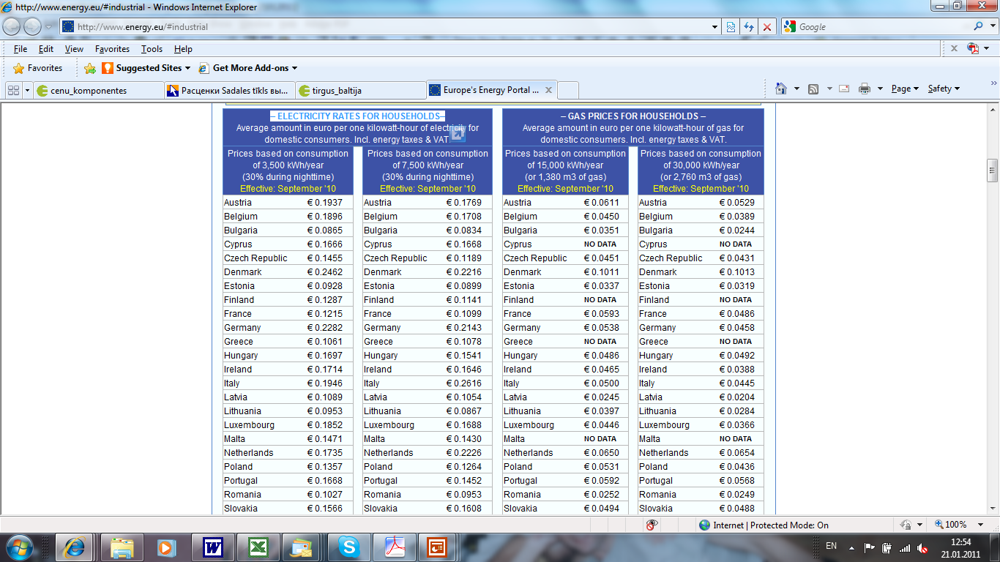 http://www.energy.eu/#industrial - Windows Internet Explorer
http://www.energy.eu/#industrial
Google
File Edit View Favorites Tools Help
Favorites Suggested Sites Get More Add-ons
cenu_komponentes Расценки Sadales tīkls вы... tirgus_baltija Europe's Energy Portal ... Page Safety
– ELECTRICITY RATES FOR HOUSEHOLDS–
Average amount in euro per one kilowatt-hour of electricity for
domestic consumers. Incl. energy taxes & VAT
– GAS PRICES FOR HOUSEHOLDS –
Average amount in euro per one kilowatt-hour of gas for
domestic consumers. Incl. energy taxes & VAT.
Prices based on consumption
of 3,500 kWh/year
(30% during nighttime)
Effective: September '10
Prices based on consumption
of 7,500 kWh/year
(30% during nighttime)
Effective: September '10
Prices based on consumption
of 15,000 kWh/year
(or 1,380 m3 of gas)
Effective: September '10
Prices based on consumption
of 30,000 kWh/year
(or 2,760 m3 of gas)
Effective: September '10
Austria € 0.1937 Austria € 0.1769 Austria € 0.0611 Austria € 0.0529
Belgium € 0.1896 Belgium € 0.1708 Belgium € 0.0450 Belgium € 0.0389
Bulgaria € 0.0865 Bulgaria € 0.0834 Bulgaria € 0.0351 Bulgaria € 0.0244
Cyprus € 0.1666 Cyprus € 0.1668 Cyprus NO DATA Cyprus NO DATA
Czech Republic € 0.1455 Czech Republic € 0.1189 Czech Republic € 0.0451 Czech Republic € 0.0431
Denmark € 0.2462 Denmark € 0.2216 Denmark € 0.1011 Denmark € 0.1013
Estonia € 0.0928 Estonia € 0.0899 Estonia € 0.0337 Estonia € 0.0319
Finland € 0.1287 Finland € 0.1141 Finland NO DATA Finland NO DATA
France € 0.1215 France € 0.1099 France € 0.0593 France € 0.0486
Germany € 0.2282 Germany € 0.2143 Germany € 0.0538 Germany € 0.0458
Greece € 0.1061 Greece € 0.1078 Greece NO DATA Greece NO DATA
Hungary € 0.1697 Hungary € 0.1541 Hungary € 0.0486 Hungary € 0.0492
Ireland € 0.1714 Ireland € 0.1646 Ireland € 0.0465 Ireland € 0.0388
Italy € 0.1946 Italy € 0.2616 Italy € 0.0500 Italy € 0.0445
Latvia € 0.1089 Latvia € 0.1054 Latvia € 0.0245 Latvia € 0.0204
Lithuania € 0.0953 Lithuania € 0.0867 Lithuania € 0.0397 Lithuania € 0.0284
Luxembourg € 0.1852 Luxembourg € 0.1688 Luxembourg € 0.0446 Luxembourg € 0.0366
Malta € 0.1471 Malta € 0.1430 Malta NO DATA Malta NO DATA
Netherlands € 0.1735 Netherlands € 0.2226 Netherlands € 0.0650 Netherlands € 0.0654
Poland € 0.1357 Poland € 0.1264 Poland € 0.0531 Poland € 0.0436
Portugal € 0.1668 Portugal € 0.1452 Portugal € 0.0592 Portugal € 0.0568
Romania € 0.1027 Romania € 0.0953 Romania € 0.0252 Romania € 0.0249
Slovakia € 0.1566 Slovakia € 0.1608 Slovakia € 0.0494 Slovakia € 0.0488
Internet | Protected Mode: On 100%
EN 12:54
21.01.2011